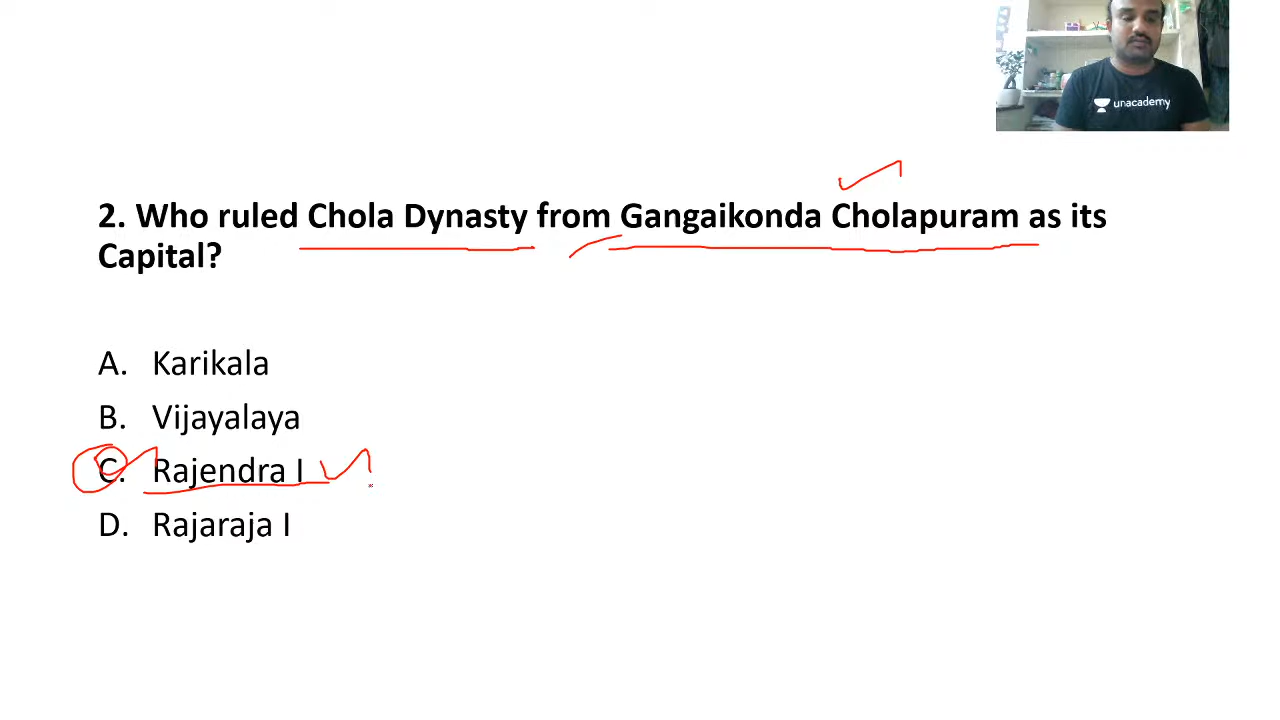 unacademy
2. Who ruled Chola Dynasty from Gangaikonda Cholapuram as its
Capital?
A. Karikala
B. Vijayalaya
C. Rajendra I
D. Rajaraja I